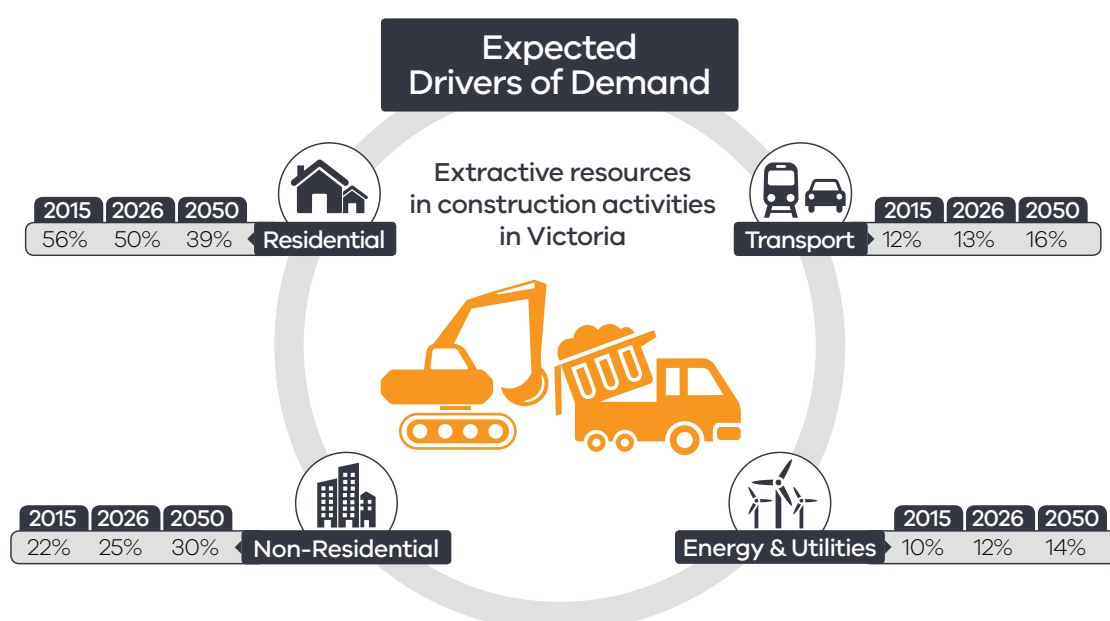 Expected
Drivers of Demand
Extractive resources
in construction activities
in Victoria
2015 2026 2050
56% 50% 39% Residential
2015 2026 2050
Transport 12% 13% 16%
2015 2026 2050
22% 25% 30% Non-Residential
2015 2026 2050
Energy & Utilities 10% 12% 14%